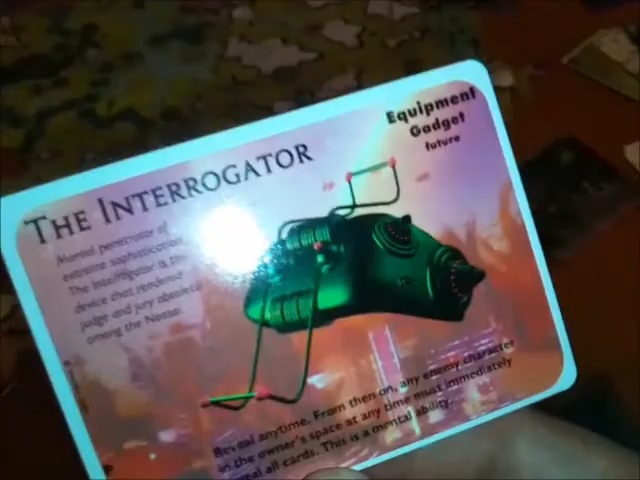 Equipment
Gadget
future
THE INTERROGATOR
Mental penetrator of
extreme sophistication.
The Interrogator is the
device that rendered
judge and jury obsolete
among the
Reveal anytime. From then on, any enemy character
in the owner's space at any time must immediately
reveal all cards. This is a mental ability.